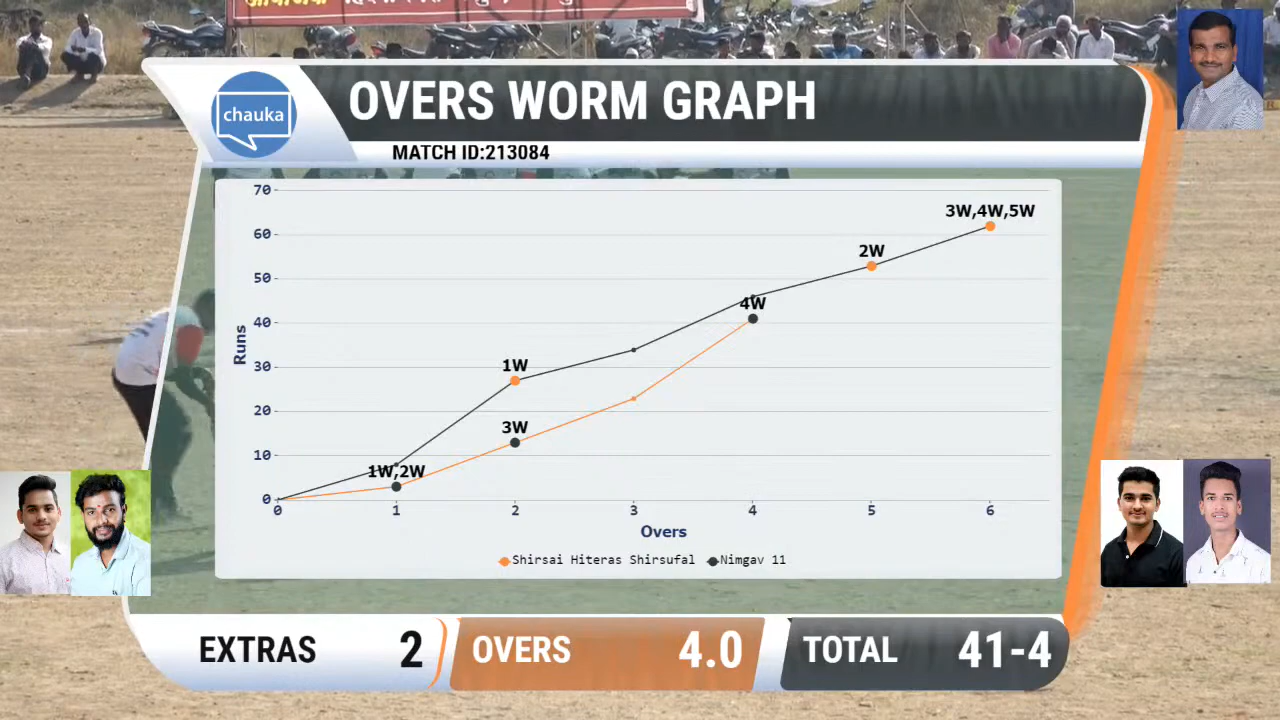 आयोजक
chauka
OVERS WORM GRAPH
MATCH ID:213084
70
60
50
40
30
20
10
0
Runs
1W,2W
1W
3W
4W
2W
3W,4W,5W
0 1 2 3 4 5 6
Overs
Shirsai Hiteras Shirsufal Nimgav 11
EXTRAS 2 OVERS 4.0 TOTAL 41-4